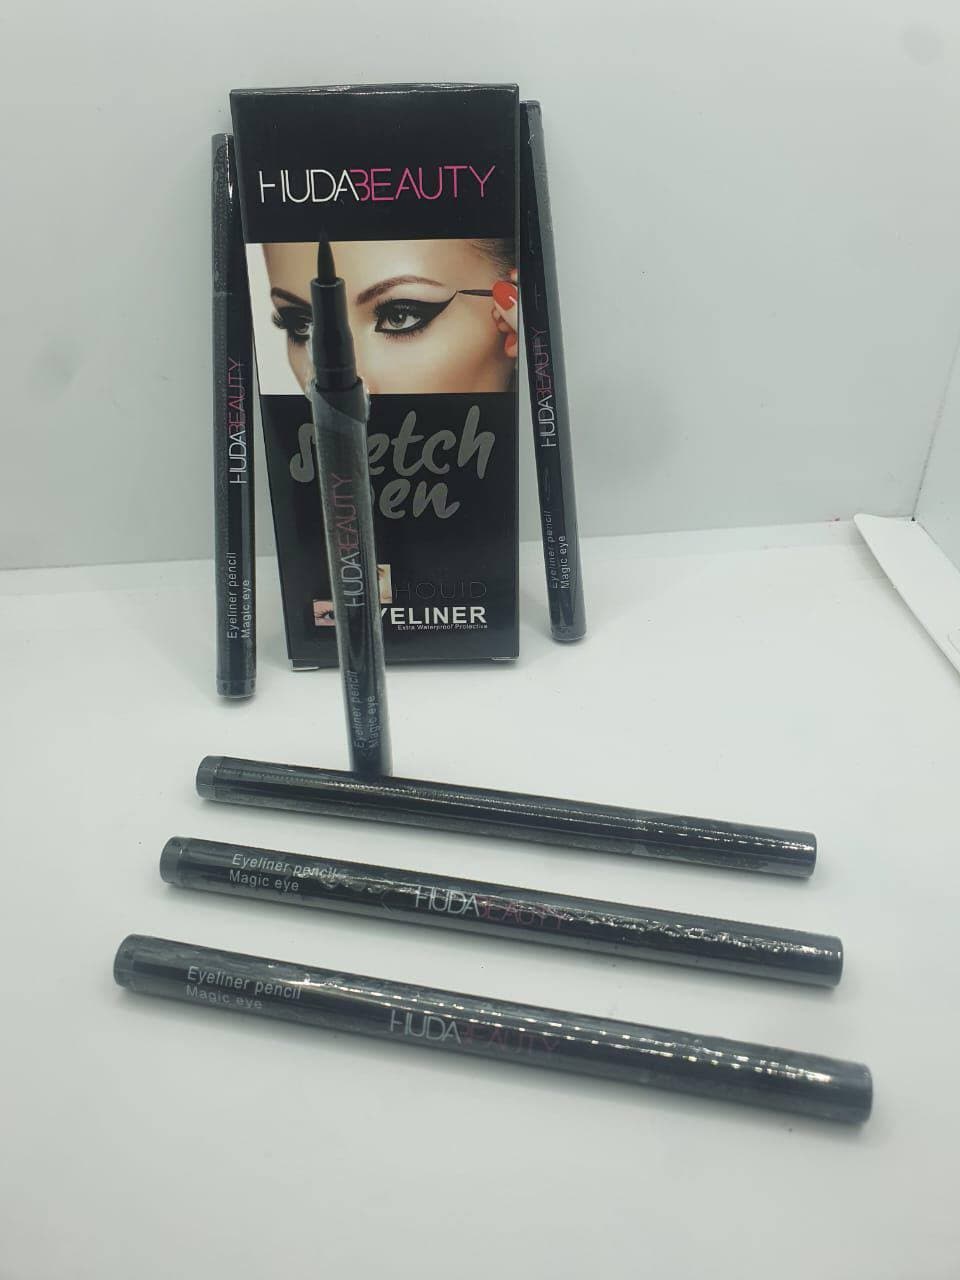 HUDABEAUTY
Sketch
Pen
EYELINER
Extra Waterproof Protective
HUDABEAUTY
Eyeliner pencil
Magic eye
HUDABEAUTY
Eyeliner pencil
Magic eye
HUDABEAUTY
Eyeliner pencil
Magic eye
Eyeliner pencil
Magic eye
HUDABEAUTY
Eyeliner pencil
Magic eye
HUDABEAUTY